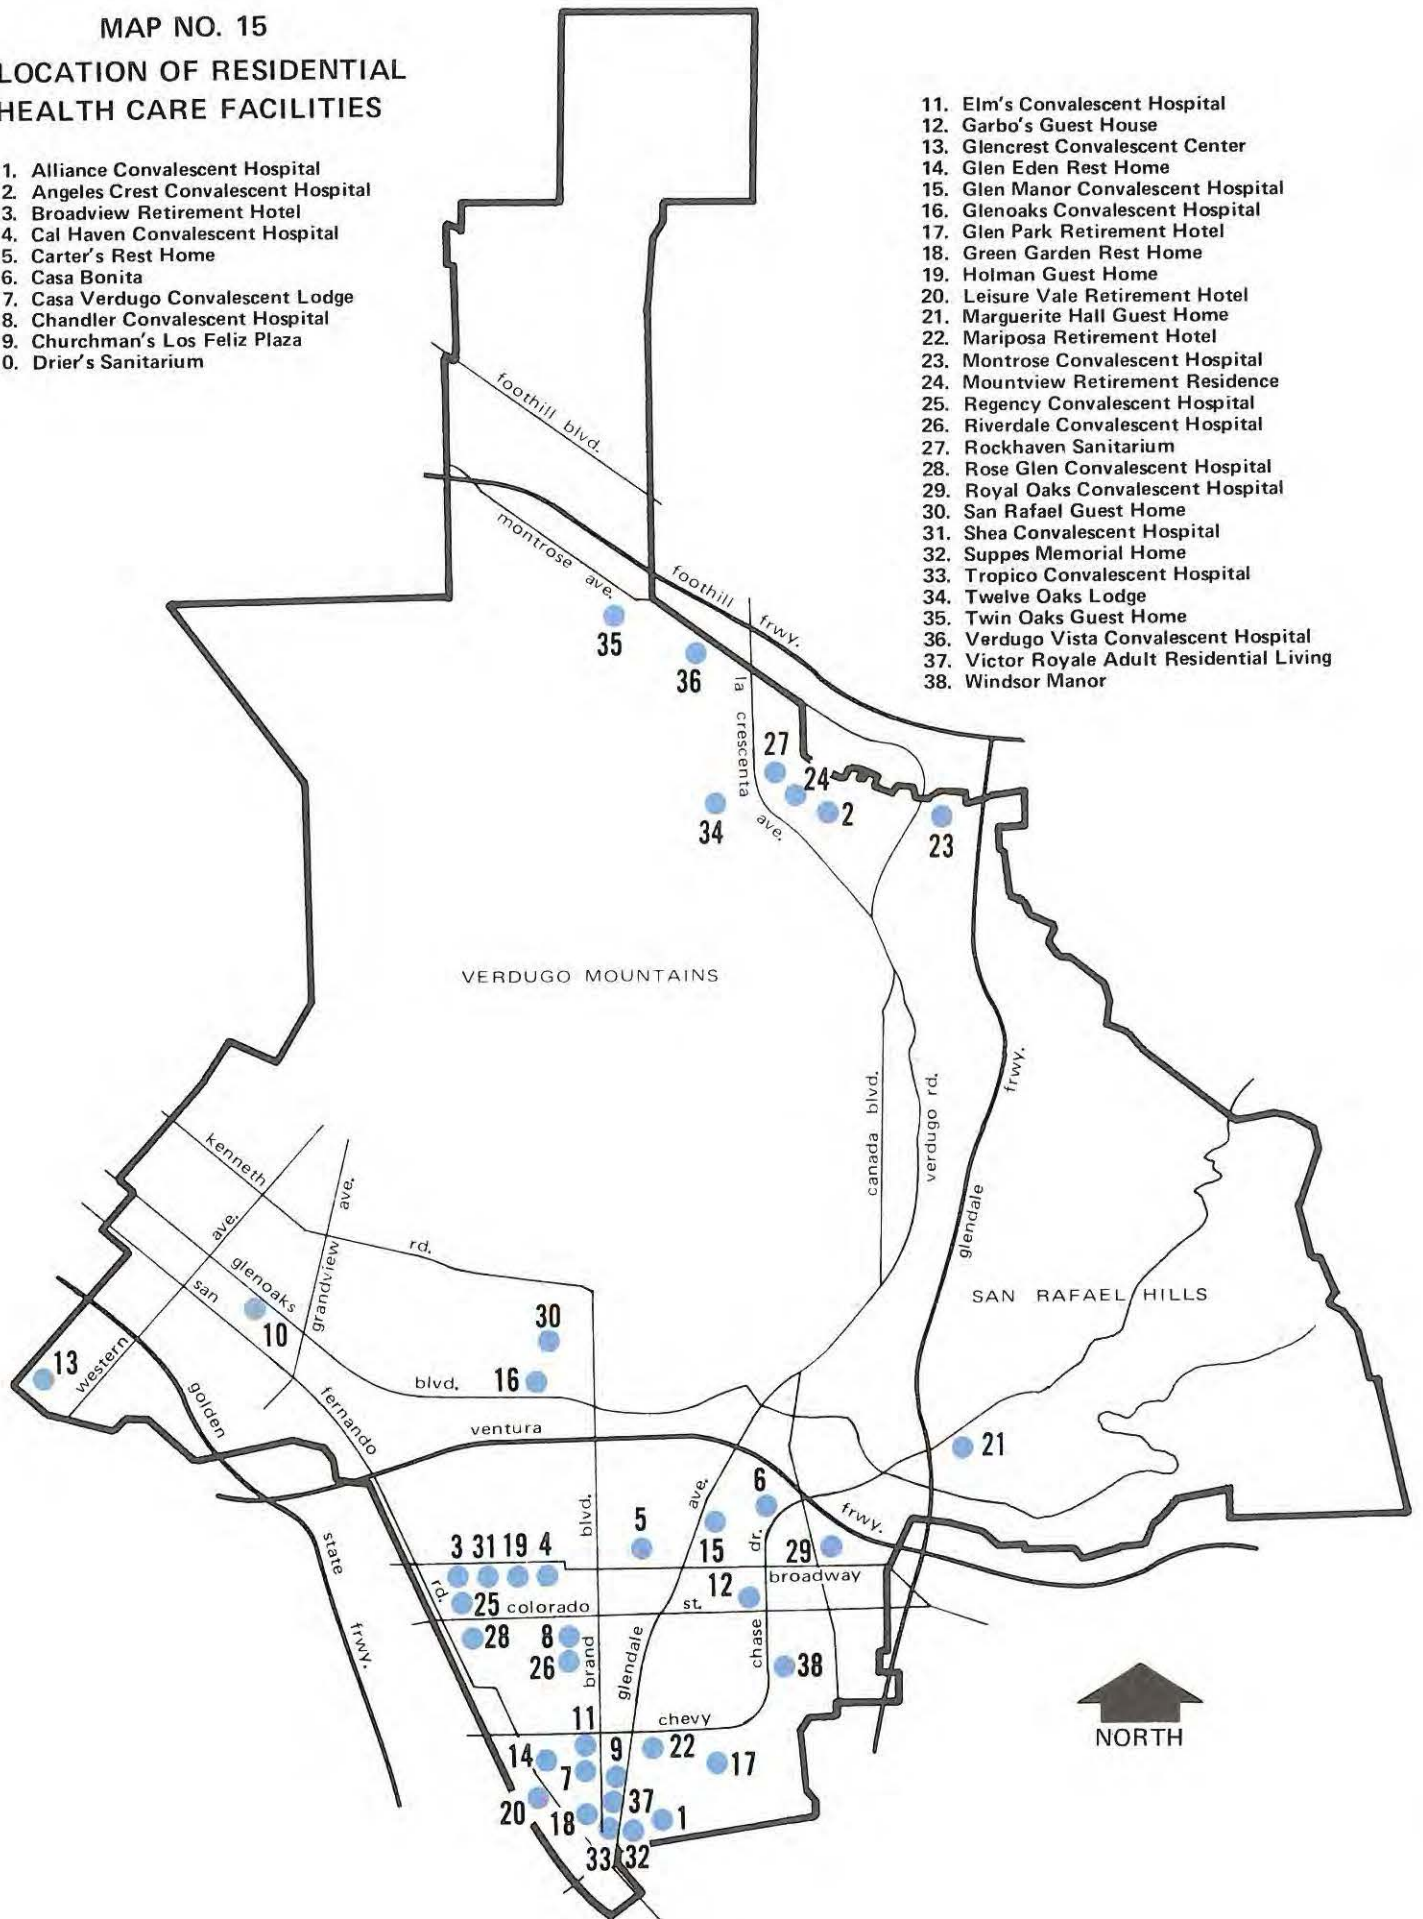 MAP NO. 15
LOCATION OF RESIDENTIAL
HEALTH CARE FACILITIES
1. Alliance Convalescent Hospital
2. Angeles Crest Convalescent Hospital
3. Broadview Retirement Hotel
4. Cal Haven Convalescent Hospital
5. Carter's Rest Home
6. Casa Bonita
7. Casa Verdugo Convalescent Lodge
8. Chandler Convalescent Hospital
9. Churchman's Los Feliz Plaza
0. Drier's Sanitarium
11. Elm's Convalescent Hospital
12. Garbo's Guest House
13. Glencrest Convalescent Center
14. Glen Eden Rest Home
15. Glen Manor Convalescent Hospital
16. Glenoaks Convalescent Hospital
17. Glen Park Retirement Hotel
18. Green Garden Rest Home
19. Holman Guest Home
20. Leisure Vale Retirement Hotel
21. Marguerite Hall Guest Home
22. Mariposa Retirement Hotel
23. Montrose Convalescent Hospital
24. Mountview Retirement Residence
25. Regency Convalescent Hospital
26. Riverdale Convalescent Hospital
27. Rockhaven Sanitarium
28. Rose Glen Convalescent Hospital
29. Royal Oaks Convalescent Hospital
30. San Rafael Guest Home
31. Shea Convalescent Hospital
32. Suppes Memorial Home
33. Tropico Convalescent Hospital
34. Twelve Oaks Lodge
35. Twin Oaks Guest Home
36. Verdugo Vista Convalescent Hospital
37. Victor Royale Adult Residential Living
38. Windsor Manor
foothill blvd.
montrose ave.
foothill frwy.
35
36
la crescenta ave.
27
24
2
34
23
VERDUGO MOUNTAINS
canada blvd.
verdugo rd.
glendale frwy.
kenneth rd.
western ave.
grandview ave.
glenoaks blvd.
san fernando rd.
SAN RAFAEL HILLS
10
30
13
16
golden state frwy.
ventura frwy.
21
brand blvd.
glendale ave.
6
5
15
chevy chase dr.
29
3 31 19 4
broadway
12
25
colorado st.
28
8
26
38
11
14
9
22
17
7
20
18
37
1
33
32
NORTH